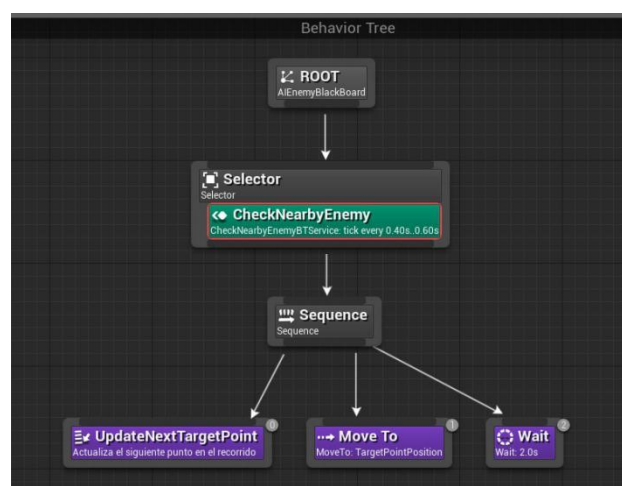 Behavior Tree
ROOT
AIEnemyBlackBoard
Selector
Selector
CheckNearbyEnemy
CheckNearbyEnemyBTService: tick every 0.40s..0.60s
Sequence
Sequence
0
UpdateNextTargetPoint
Actualiza el siguiente punto en el recorrido
1
Move To
MoveTo: TargetPointPosition
2
Wait
Wait: 2.0s